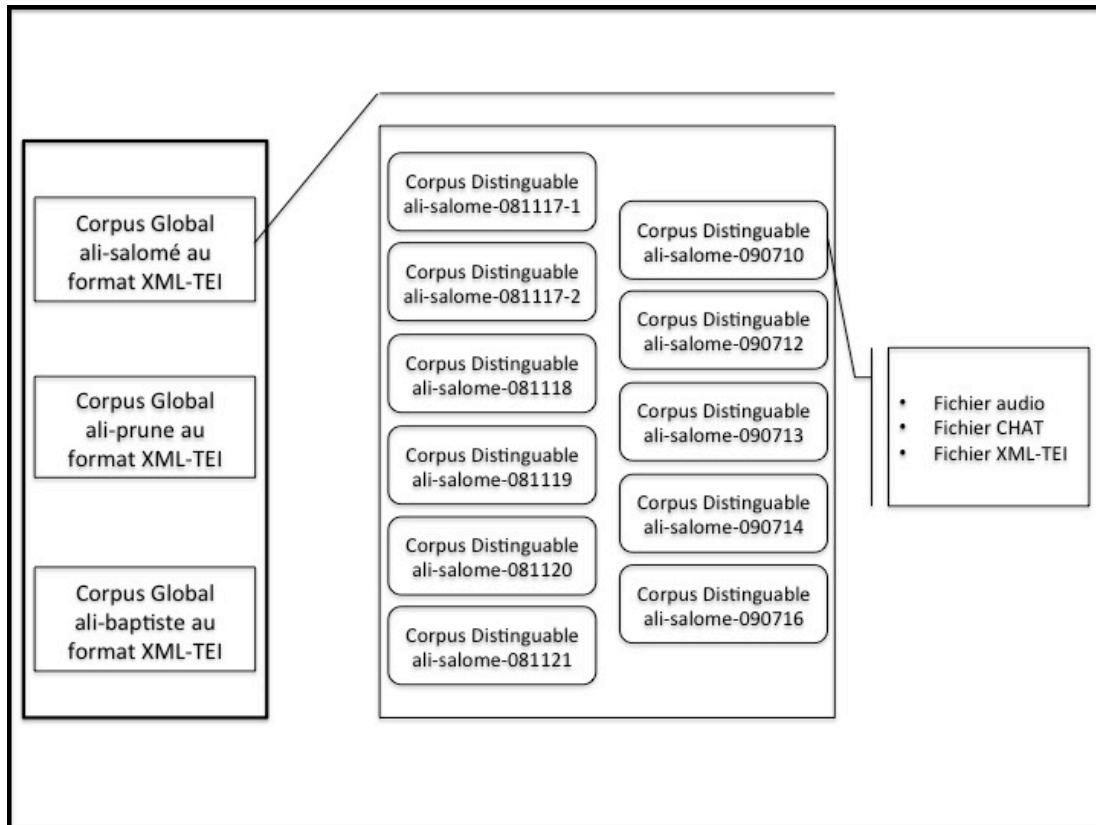 Corpus Global
ali-salomé au
format XML-TEI
Corpus Global
ali-prune au
format XML-TEI
Corpus Global
ali-baptiste au
format XML-TEI
Corpus Distinguable
ali-salome-081117-1
Corpus Distinguable
ali-salome-081117-2
Corpus Distinguable
ali-salome-081118
Corpus Distinguable
ali-salome-081119
Corpus Distinguable
ali-salome-081120
Corpus Distinguable
ali-salome-081121
Corpus Distinguable
ali-salome-090710
Corpus Distinguable
ali-salome-090712
Corpus Distinguable
ali-salome-090713
Corpus Distinguable
ali-salome-090714
Corpus Distinguable
ali-salome-090716
• Fichier audio
• Fichier CHAT
• Fichier XML-TEI